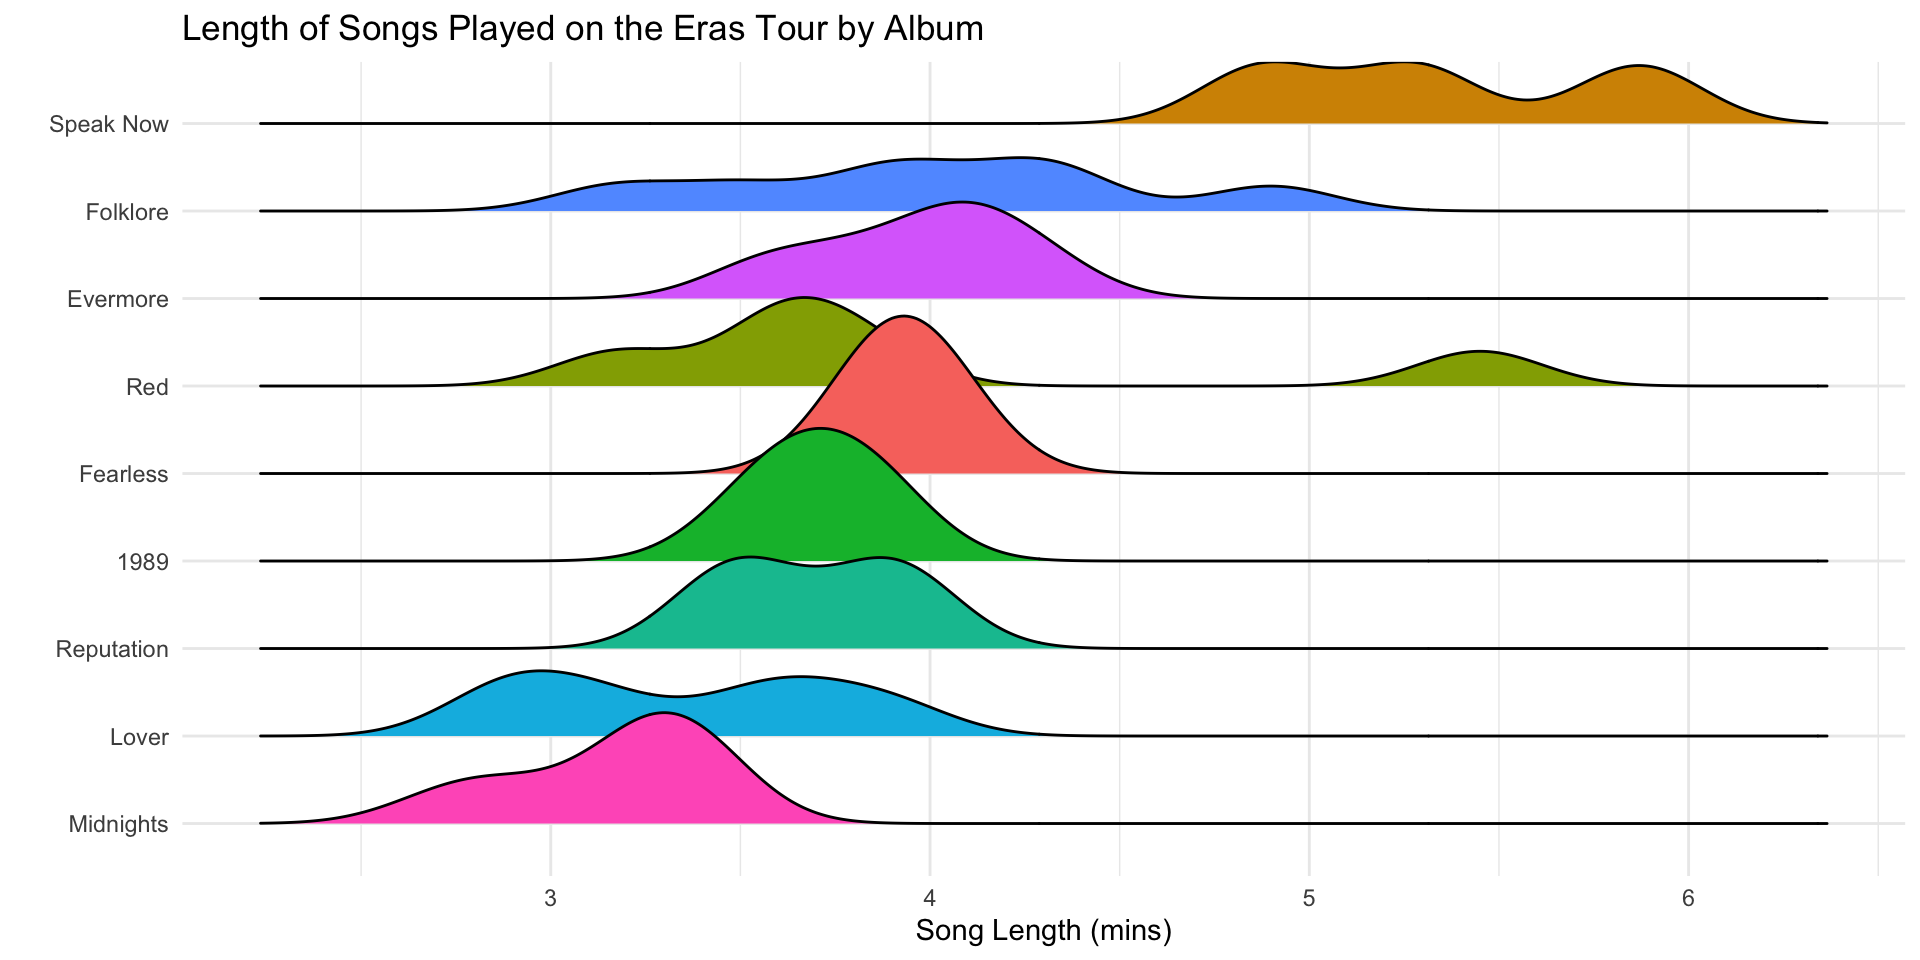 Length of Songs Played on the Eras Tour by Album
Speak Now
Folklore
Evermore
Red
Fearless
1989
Reputation
Lover
Midnights
3 4 5 6
Song Length (mins)